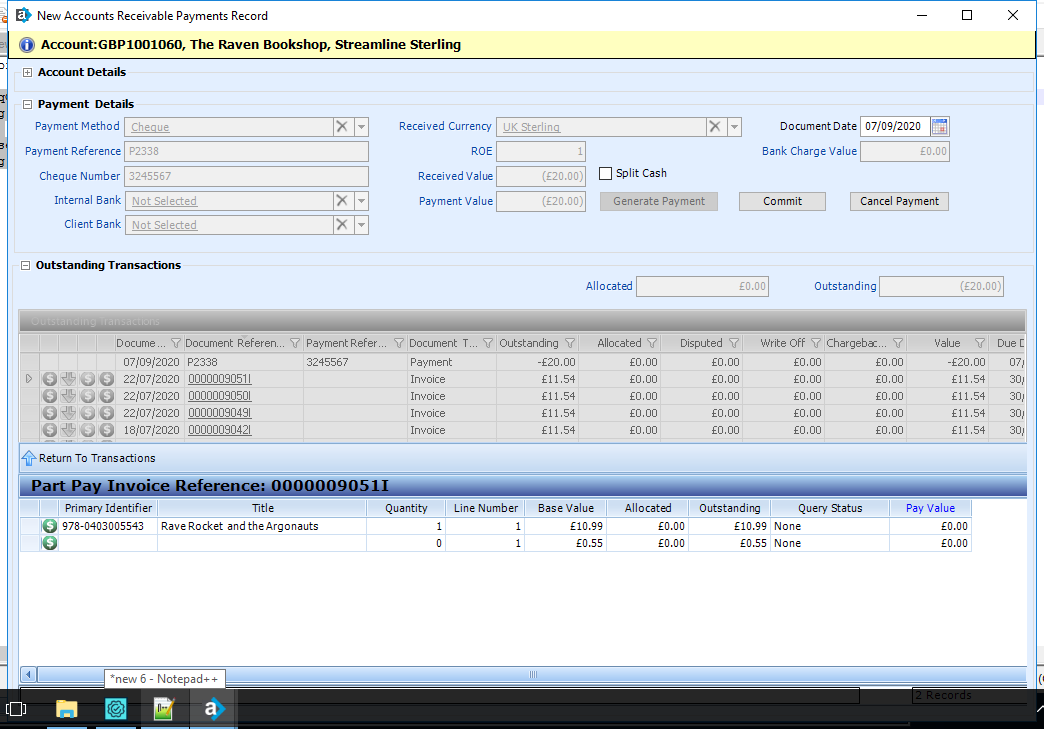 New Accounts Receivable Payments Record
Account:GBP1001060, The Raven Bookshop, Streamline Sterling
Account Details
Payment Details
Payment Method Cheque Received Currency UK Sterling Document Date 07/09/2020
Payment Reference P2338 ROE 1 Bank Charge Value £0.00
Cheque Number 3245567 Received Value (£20.00) Split Cash
Internal Bank Not Selected Payment Value (£20.00) Generate Payment Commit Cancel Payment
Client Bank Not Selected
Outstanding Transactions
Allocated £0.00 Outstanding (£20.00)
Outstanding Transactions
Docume... Document Referen... Payment Refer... Document T... Outstanding Allocated Disputed Write Off Chargebac... Value Due D
07/09/2020 P2338 3245567 Payment -£20.00 £0.00 £0.00 £0.00 £0.00 -£20.00 07/
22/07/2020 0000009051I Invoice £11.54 £0.00 £0.00 £0.00 £0.00 £11.54 30/
22/07/2020 0000009050I Invoice £11.54 £0.00 £0.00 £0.00 £0.00 £11.54 30/
22/07/2020 0000009049I Invoice £11.54 £0.00 £0.00 £0.00 £0.00 £11.54 30/
18/07/2020 0000009042I Invoice £11.54 £0.00 £0.00 £0.00 £0.00 £11.54 30/
Return To Transactions
Part Pay Invoice Reference: 0000009051I
Primary Identifier Title Quantity Line Number Base Value Allocated Outstanding Query Status Pay Value
978-0403005543 Rave Rocket and the Argonauts 1 1 £10.99 £0.00 £10.99 None £0.00
0 1 £0.55 £0.00 £0.55 None £0.00
*new 6 - Notepad++
2 Records